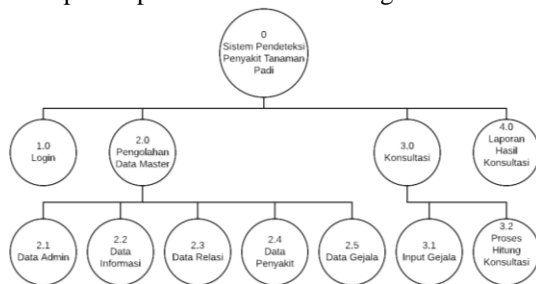 0
Sistem Pendeteksi
Penyakit Tanaman
Padi
1.0
Login
2.0
Pengolahan
Data Master
3.0
Konsultasi
4.0
Laporan
Hasil
Konsultasi
2.1
Data Admin
2.2
Data
Informasi
2.3
Data Relasi
2.4
Data
Penyakit
2.5
Data Gejala
3.1
Input Gejala
3.2
Proses
Hitung
Konsultasi